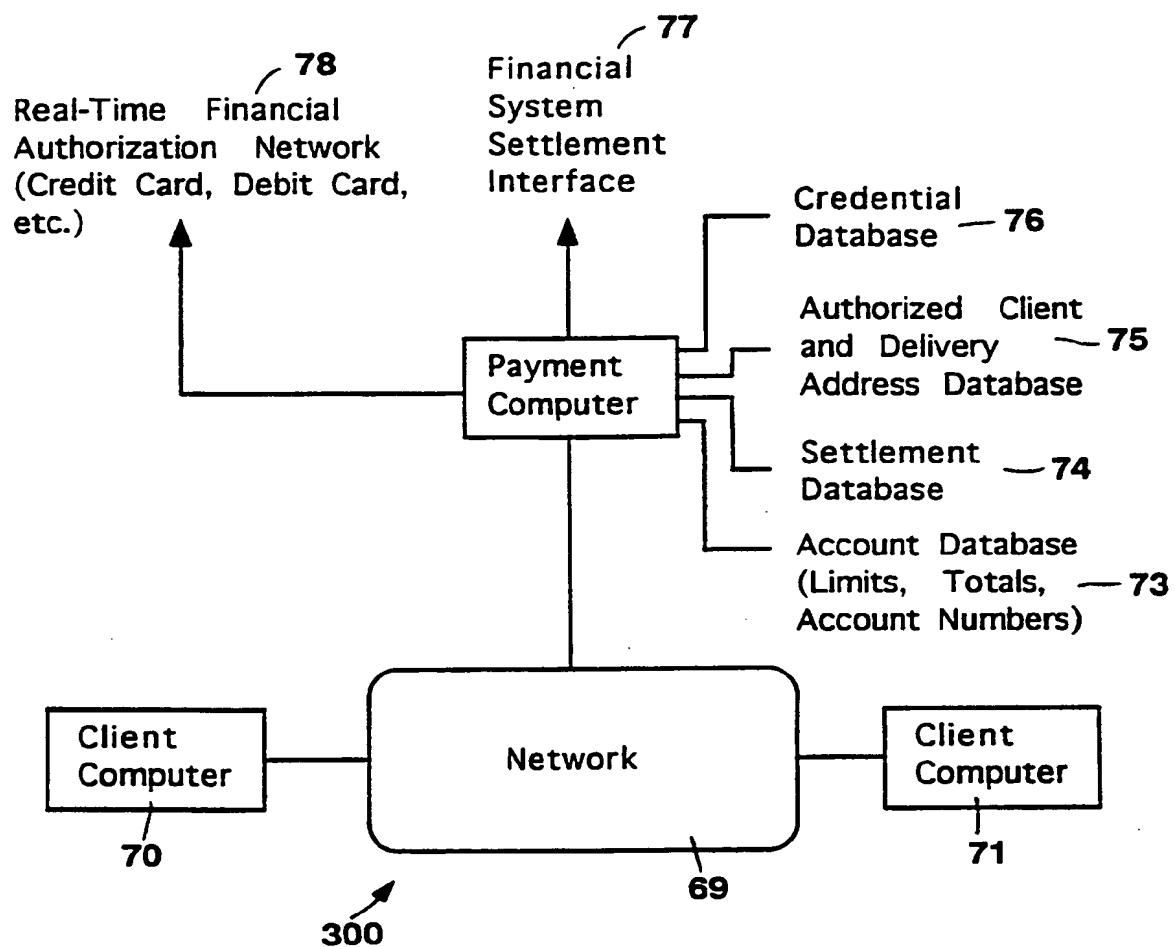 78
Real-Time Financial
Authorization Network
(Credit Card, Debit Card,
etc.)
77
Financial
System
Settlement
Interface
Credential
Database
76
Authorized Client
and Delivery
Address Database
75
Payment
Computer
Settlement
Database
74
Account Database
(Limits, Totals,
Account Numbers)
73
Client
Computer
70
Network
69
Client
Computer
71
300